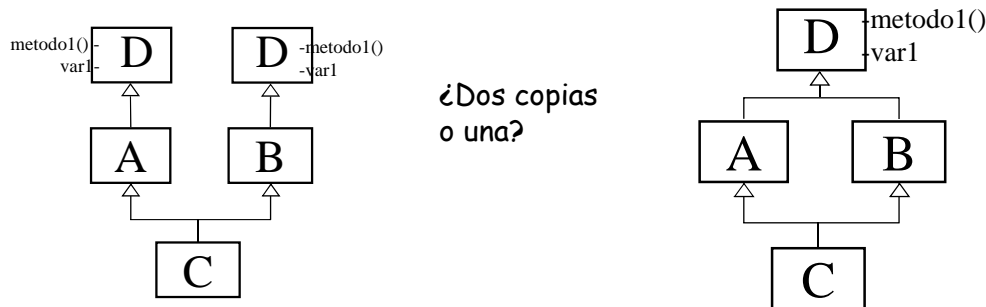 metodo1() -
var1-
D
D
-metodo1()
-var1
A
B
C
¿Dos copias
o una?
D
-metodo1()
-var1
A
B
C